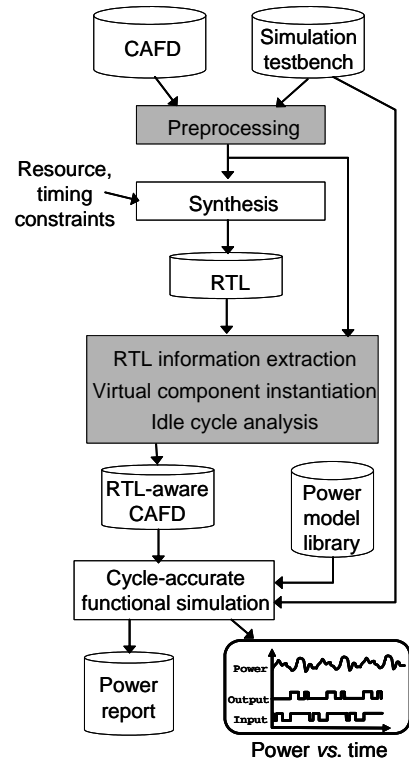 CAFD
Simulation
testbench
Preprocessing
Resource,
timing
constraints
Synthesis
RTL
RTL information extraction
Virtual component instantiation
Idle cycle analysis
RTL-aware
CAFD
Power
model
library
Cycle-accurate
functional simulation
Power
report
Power
Output
Input
Power vs. time